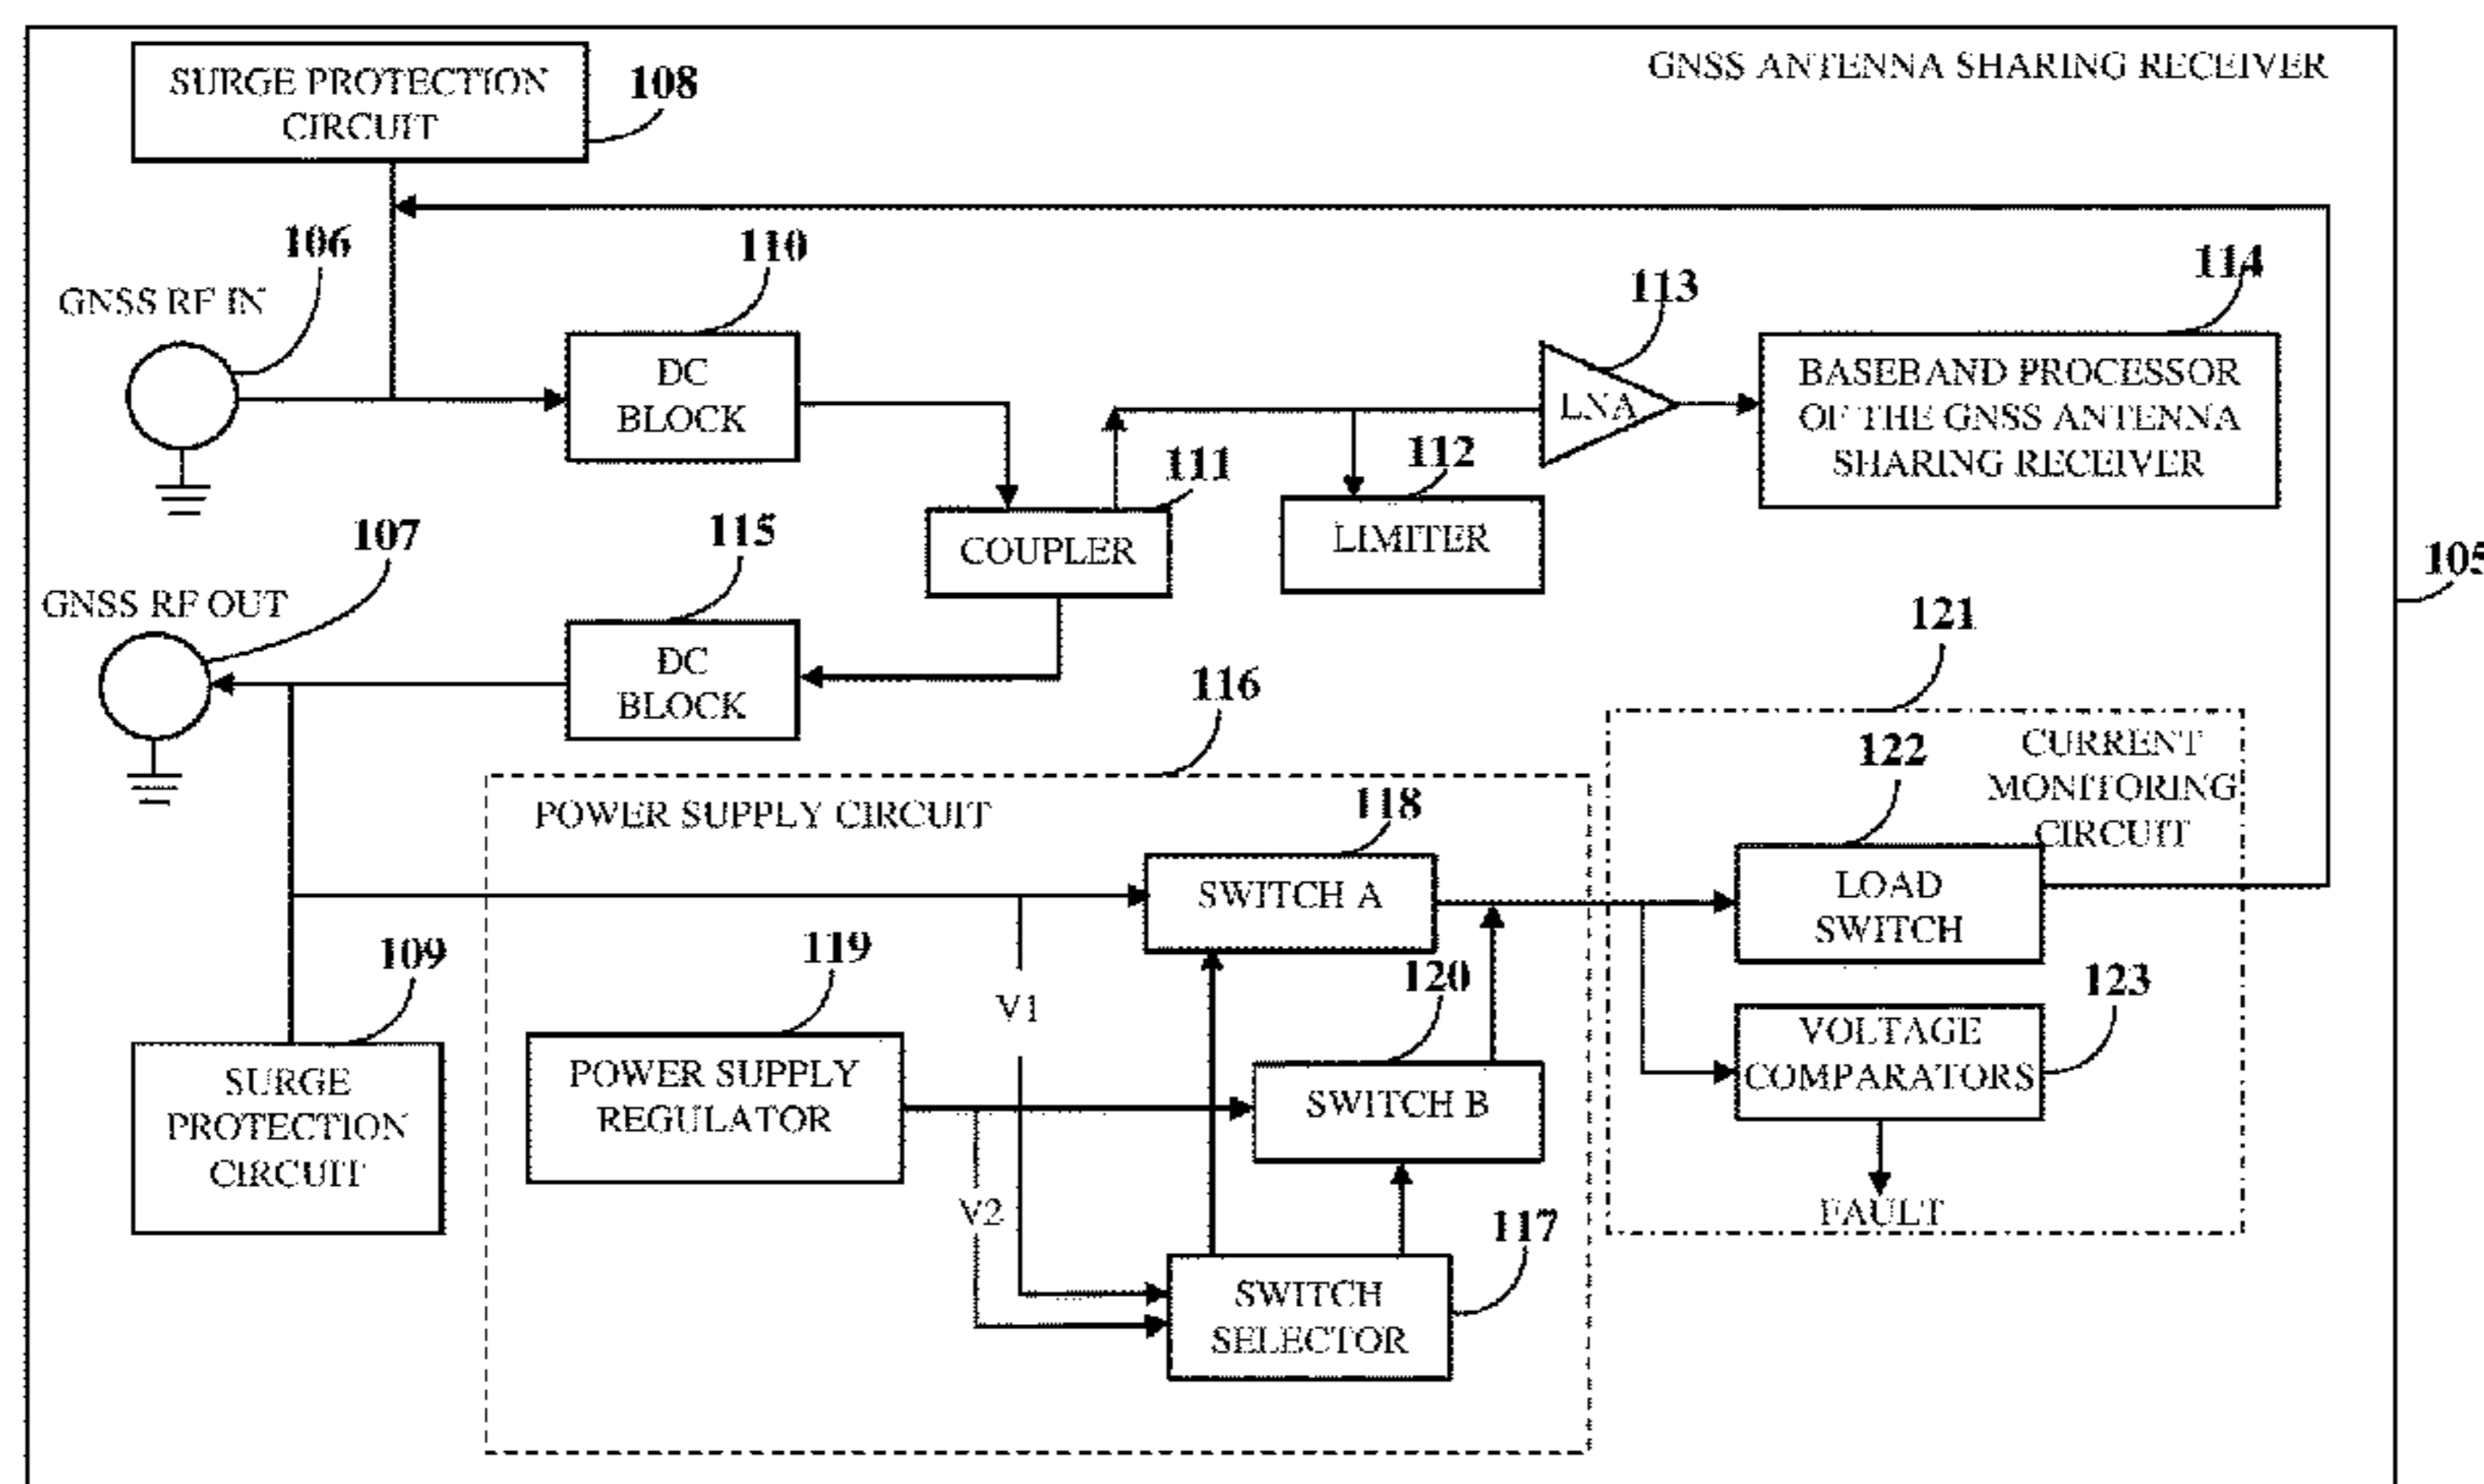 GNSS ANTENNA SHARING RECEIVER
SURGE PROTECTION
CIRCUIT
108
106
GNSS RF IN
110
DC
BLOCK
113
LNA
114
BASEBAND PROCESSOR
OF THE GNSS ANTENNA
SHARING RECEIVER
111
COUPLER
112
LIMITER
105
107
GNSS RF OUT
115
DC
BLOCK
116
POWER SUPPLY CIRCUIT
121
CURRENT
MONITORING
CIRCUIT
122
LOAD
SWITCH
118
SWITCH A
109
SURGE
PROTECTION
CIRCUIT
119
POWER SUPPLY
REGULATOR
V1
120
SWITCH B
123
VOLTAGE
COMPARATORS
FAULT
V2
117
SWITCH
SELECTOR